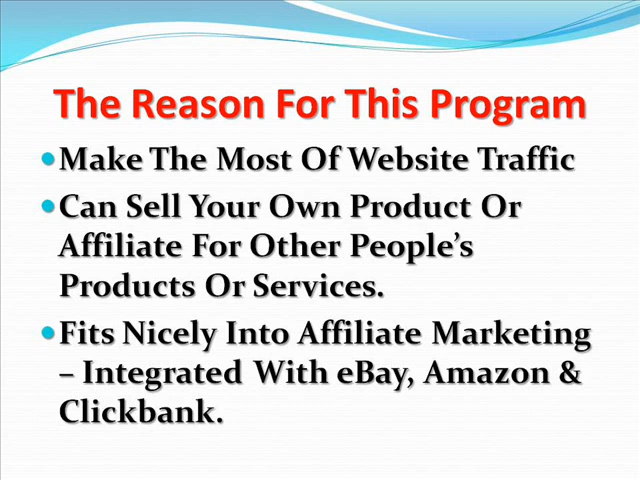 The Reason For This Program
Make The Most Of Website Traffic
Can Sell Your Own Product Or
Affiliate For Other People’s
Products Or Services.
Fits Nicely Into Affiliate Marketing
– Integrated With eBay, Amazon &
Clickbank.